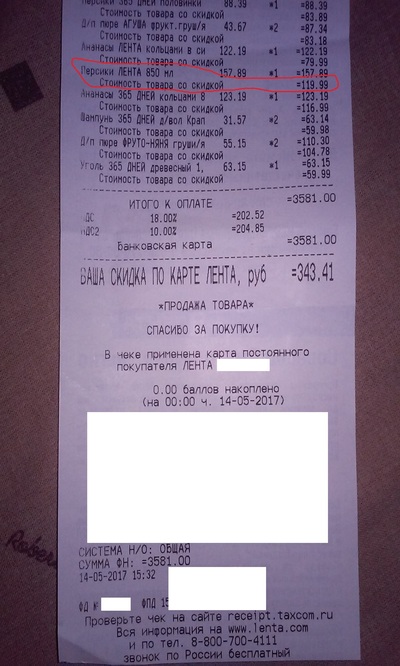 Персики 365 ДНЕЙ половинки 88.39 *1 =88.39
Стоимость товара со скидкой =83.89
Д/п пюре АГУША фрукт.груш/я 43.67 *2 =87.34
Стоимость товара со скидкой =83.18
Ананасы ЛЕНТА кольцами в си 122.19 *1 =122.19
Стоимость товара со скидкой =79.99
Персики ЛЕНТА 850 мл 157.89 *1 =157.89
Стоимость товара со скидкой =119.99
Ананасы 365 ДНЕЙ кольцами 8 123.19 *1 =123.19
Стоимость товара со скидкой =116.99
Шампунь 365 ДНЕЙ д/вол Крап 31.57 *2 =63.14
Стоимость товара со скидкой =59.98
Д/п пюре ФРУТО-НЯНЯ груши/я 55.15 *2 =110.30
Стоимость товара со скидкой =104.78
Уголь 365 ДНЕЙ древесный 1, 63.15 *1 =63.15
Стоимость товара со скидкой =59.99
ИТОГО К ОПЛАТЕ =3581.00
ДС 18.00% =202.52
НДС2 10.00% =204.85
Банковская карта =3581.00
ВАША СКИДКА ПО КАРТЕ ЛЕНТА, руб =343.41
*ПРОДАЖА ТОВАРА*
СПАСИБО ЗА ПОКУПКУ!
В чеке применена карта постоянного
покупателя ЛЕНТА
0.00 баллов накоплено
(на 00:00 ч. 14-05-2017)
СИСТЕМА Н/О: ОБЩАЯ
СУММА ФН: =3581.00
14-05-2017 15:32
ФД № ФПД 15
Проверьте чек на сайте receipt.taxcom.ru
Вся информация на www.lenta.com
и по тел. 8-800-700-4111
звонок по России бесплатный